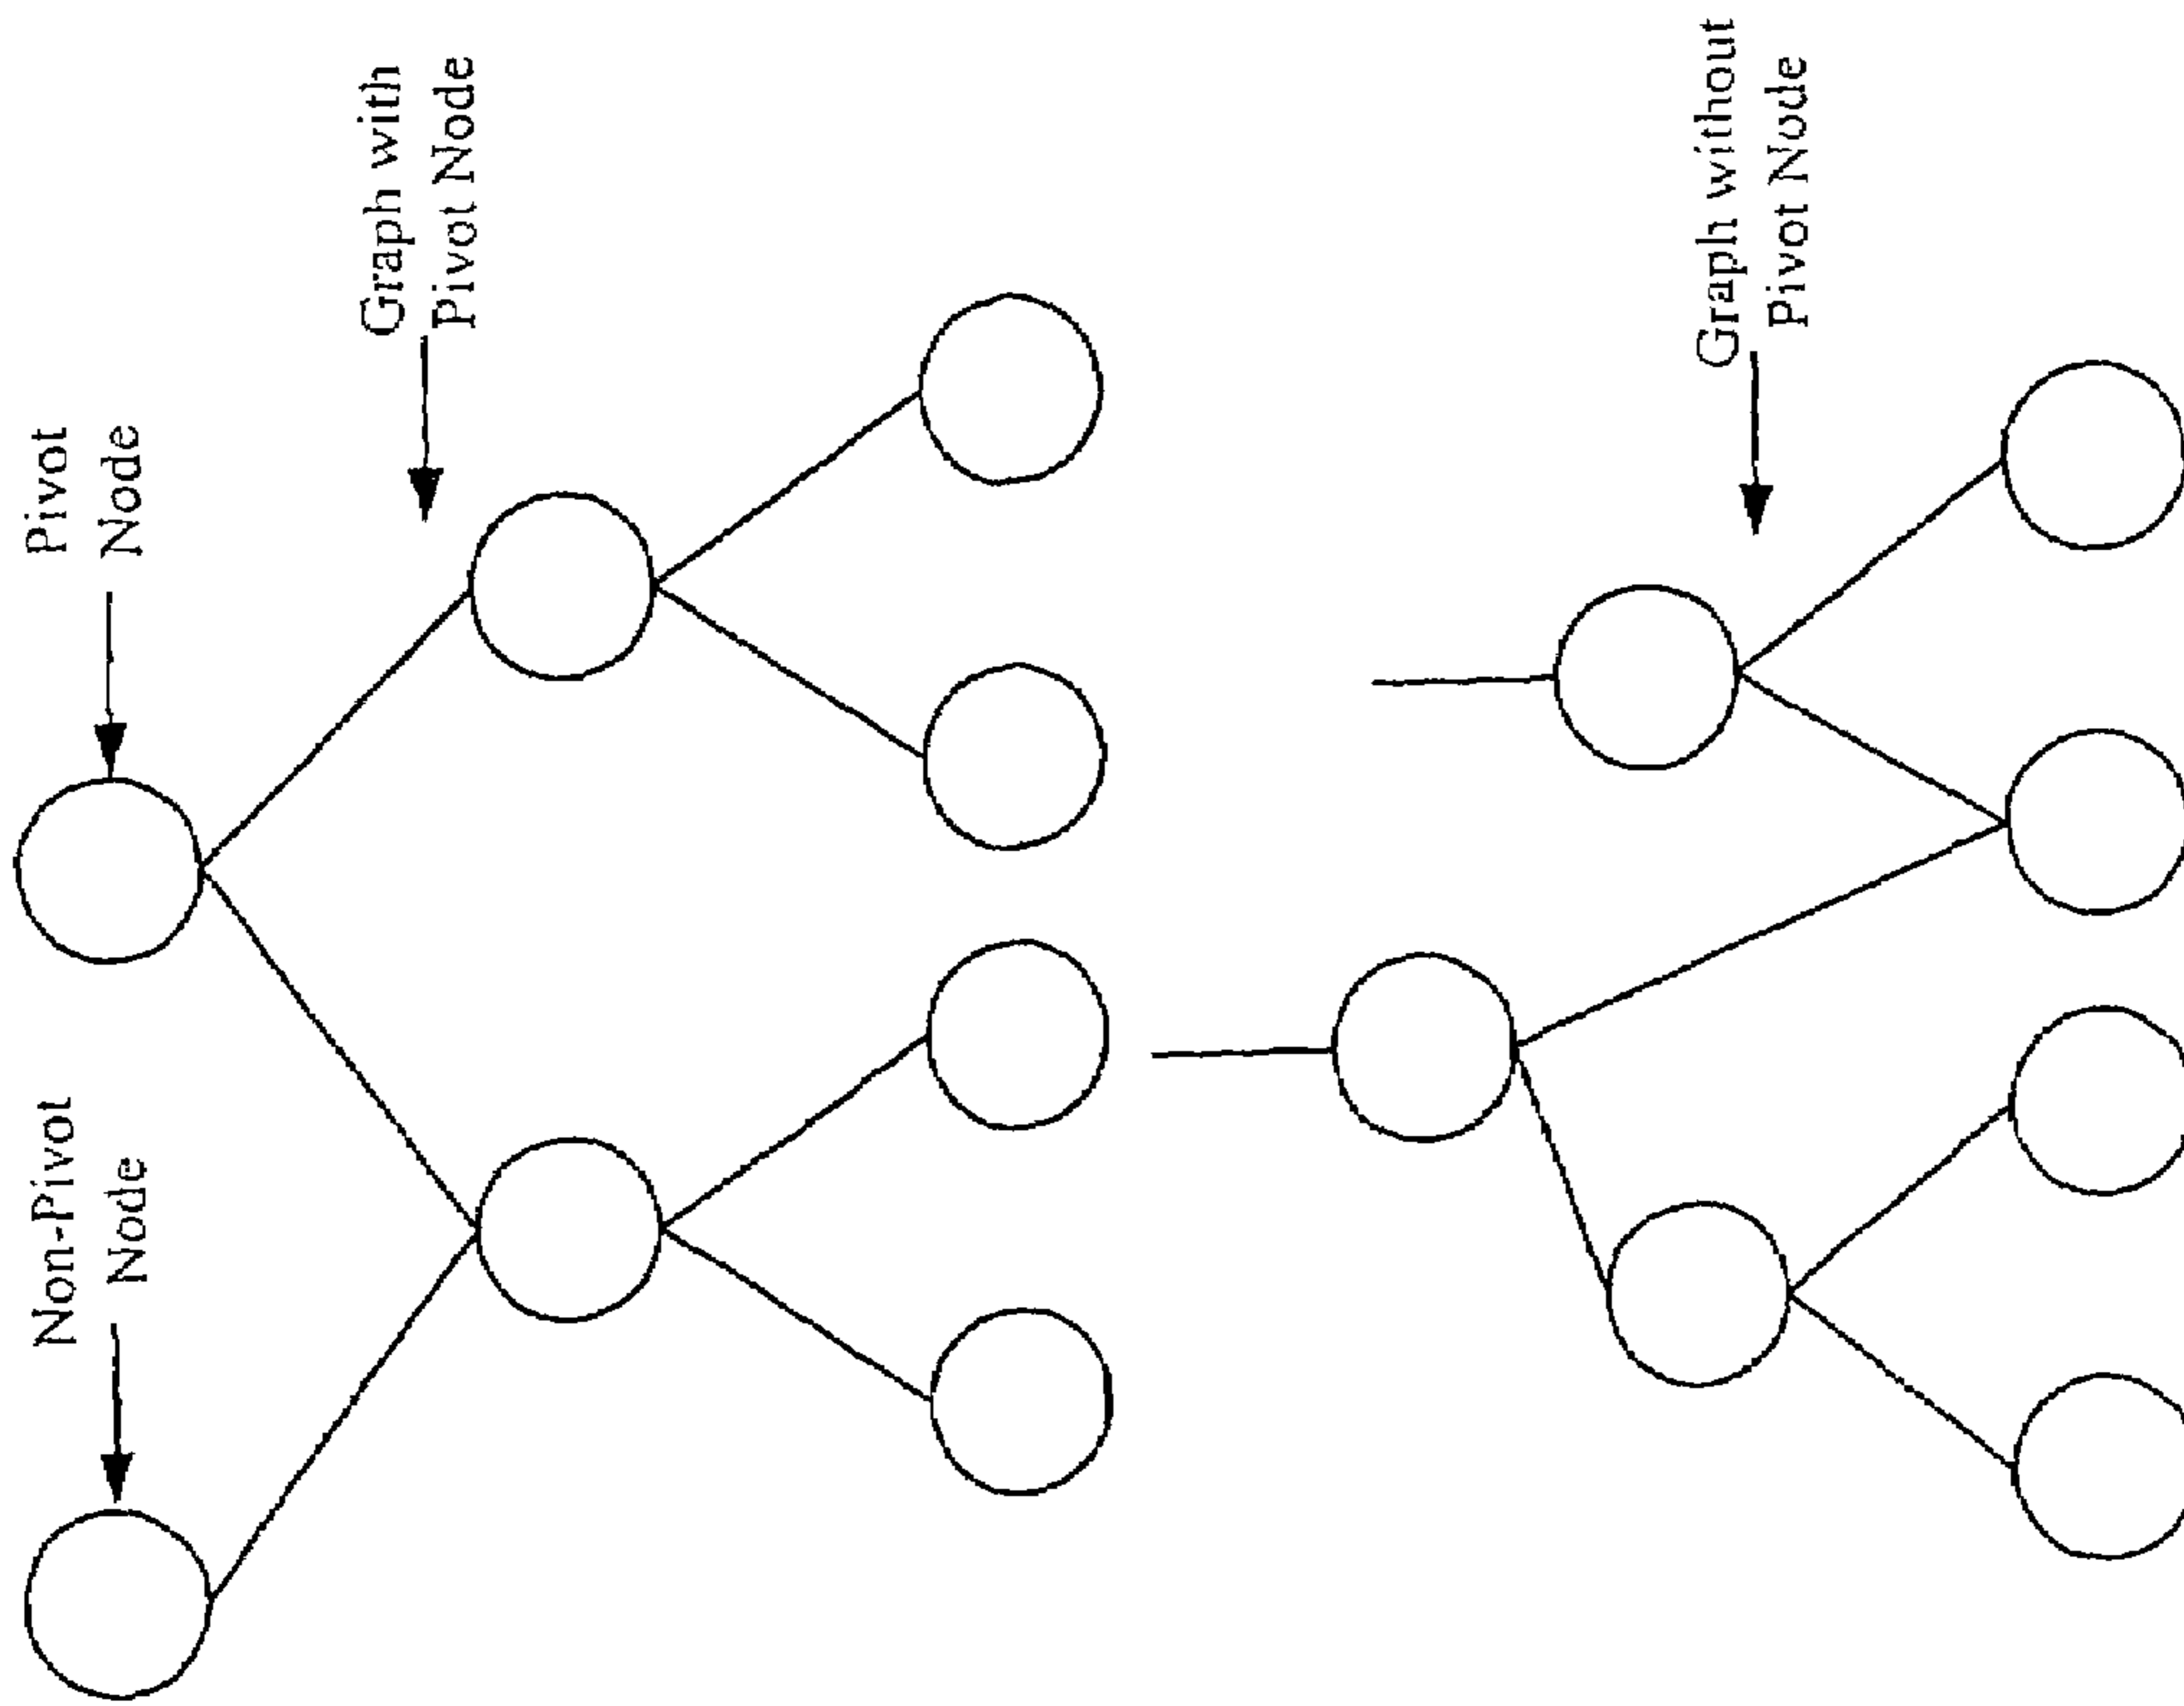 Non-Pivot
Node
Pivot
Node
Graph with
Pivot Node
Graph without
Pivot Node